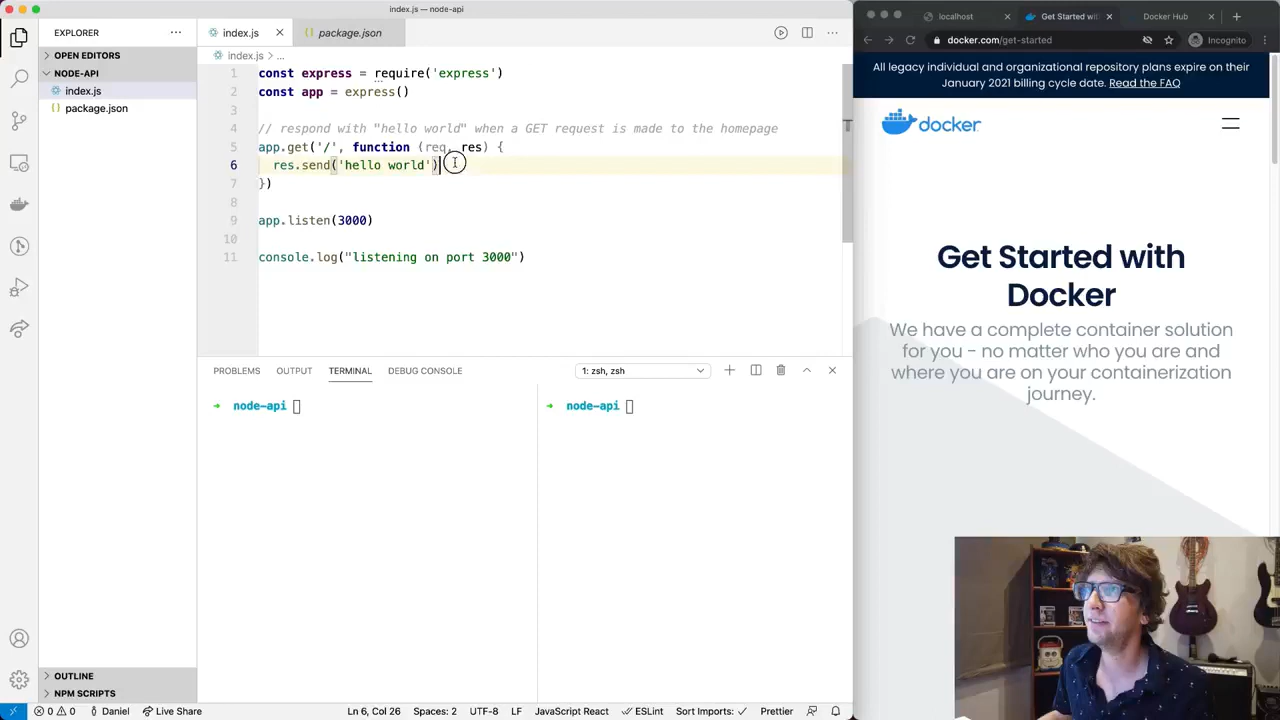 index.js — node-api
EXPLORER
OPEN EDITORS
NODE-API
index.js
package.json
OUTLINE
NPM SCRIPTS
index.js
package.json
index.js > ...
1 const express = require('express')
2 const app = express()
3
4 // respond with "hello world" when a GET request is made to the homepage
5 app.get('/', function (req, res) {
6 res.send('hello world')
7 })
8
9 app.listen(3000)
10
11 console.log("listening on port 3000")
PROBLEMS OUTPUT TERMINAL DEBUG CONSOLE 1: zsh, zsh
→ node-api
→ node-api
0 0 Daniel Live Share Ln 6, Col 26 Spaces: 2 UTF-8 LF JavaScript React ESLint Sort Imports: Prettier
localhost Get Started with Docker Hub
docker.com/get-started Incognito
All legacy individual and organizational repository plans expire on their
January 2021 billing cycle date. Read the FAQ
docker
Get Started with
Docker
We have a complete container solution
for you - no matter who you are and
where you are on your containerization
journey.